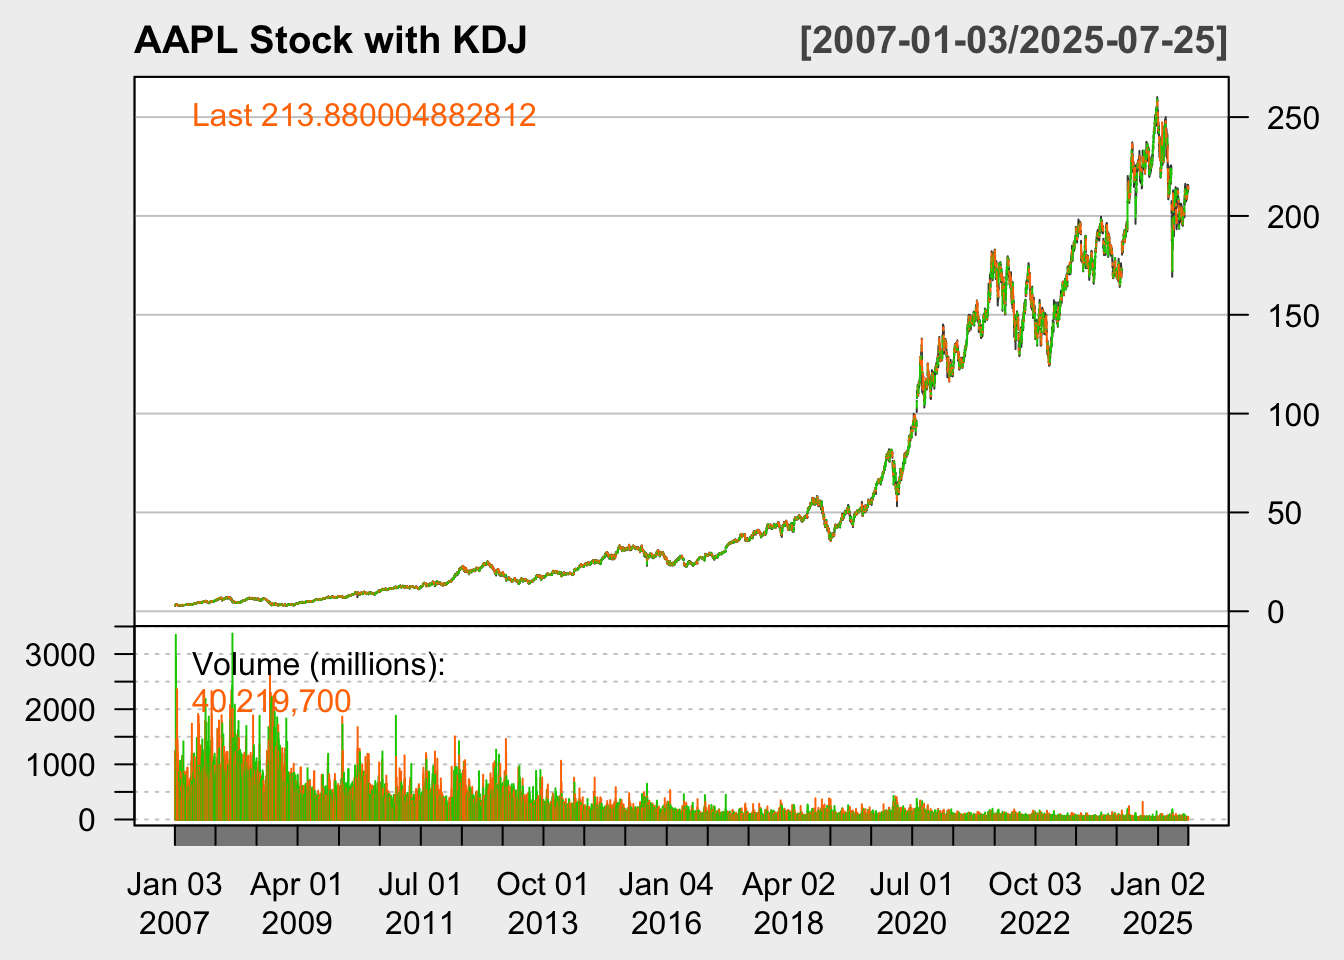 AAPL Stock with KDJ [2007-01-03/2025-07-25]
Last 213.880004882812
250
200
150
100
50
0
Volume (millions):
40,219,700
3000
2000
1000
0
Jan 03 Apr 01 Jul 01 Oct 01 Jan 04 Apr 02 Jul 01 Oct 03 Jan 02
2007 2009 2011 2013 2016 2018 2020 2022 2025